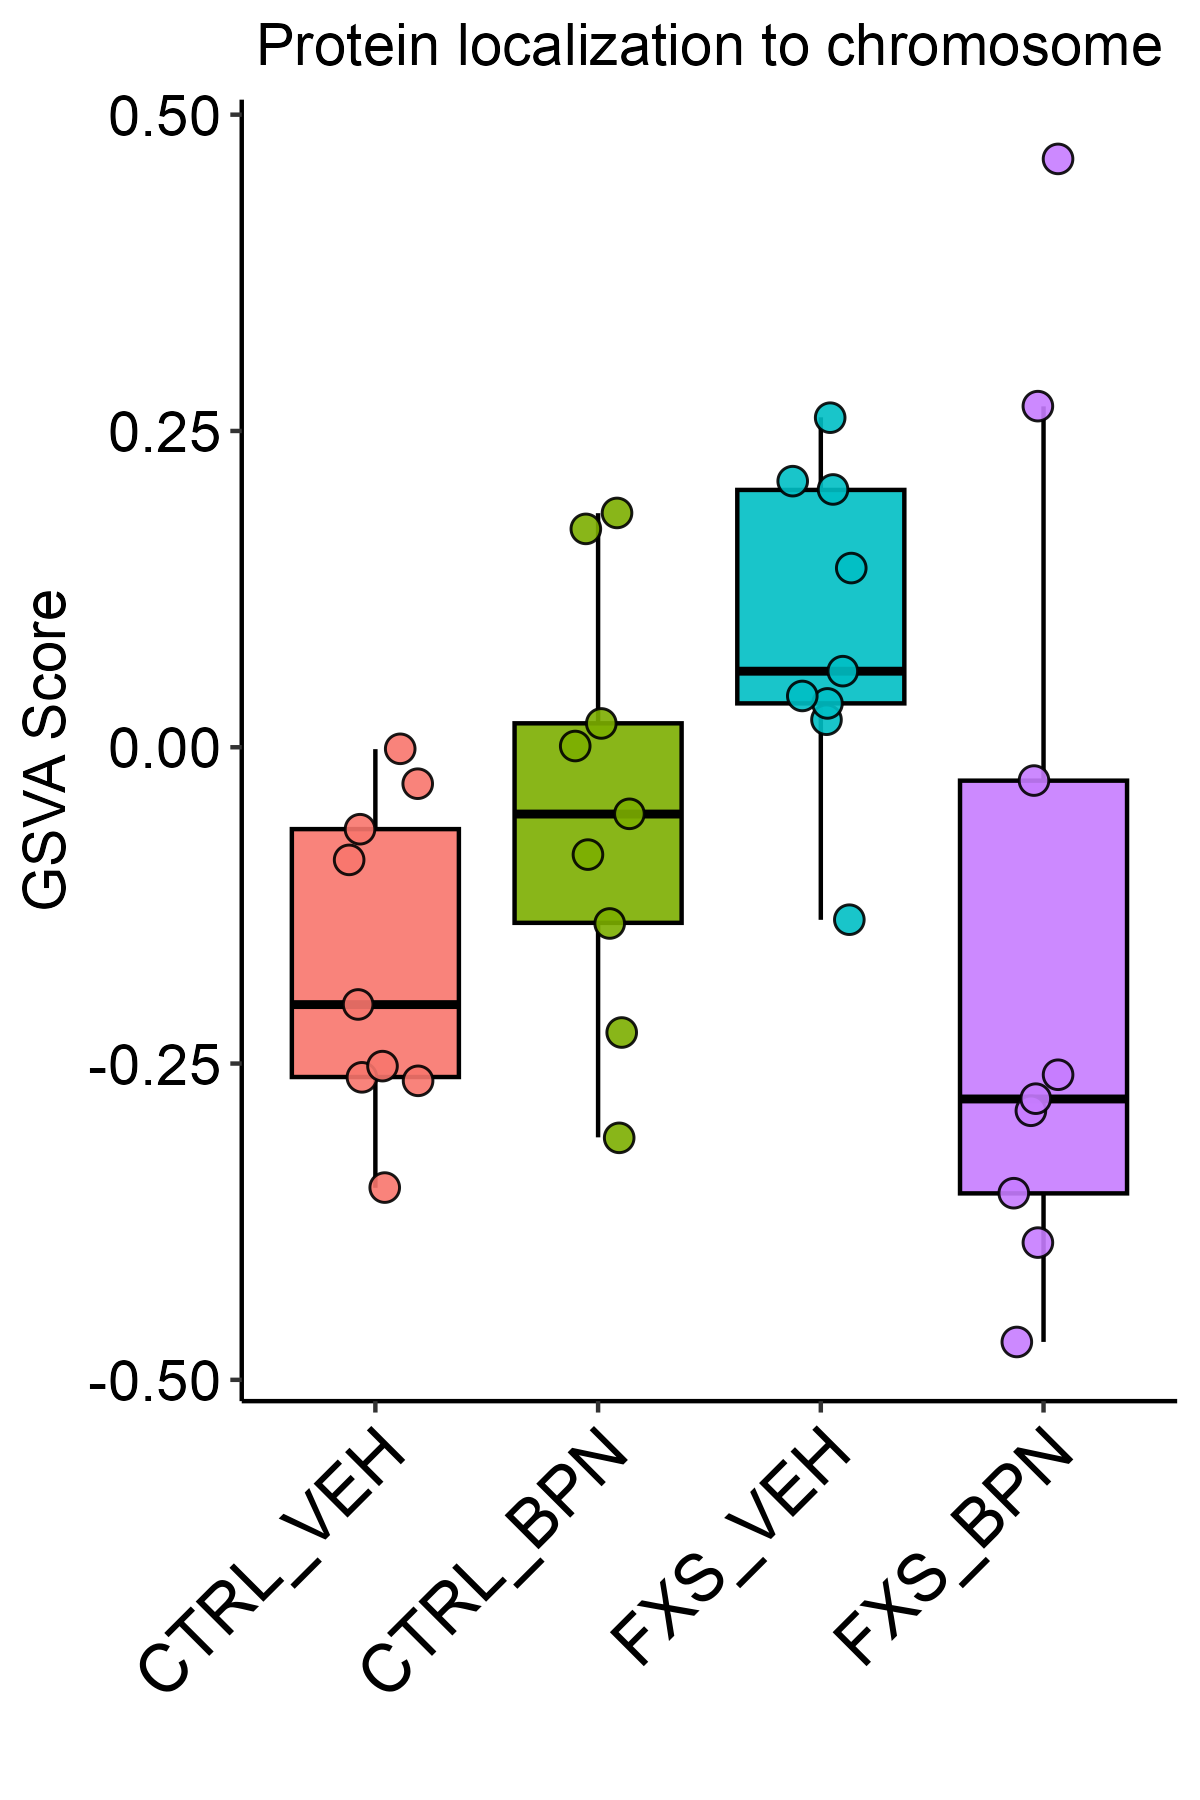 Protein localization to chromosome
GSVA Score
0.50
0.25
0.00
-0.25
-0.50
CTRL_VEH
CTRL_BPN
FXS_VEH
FXS_BPN